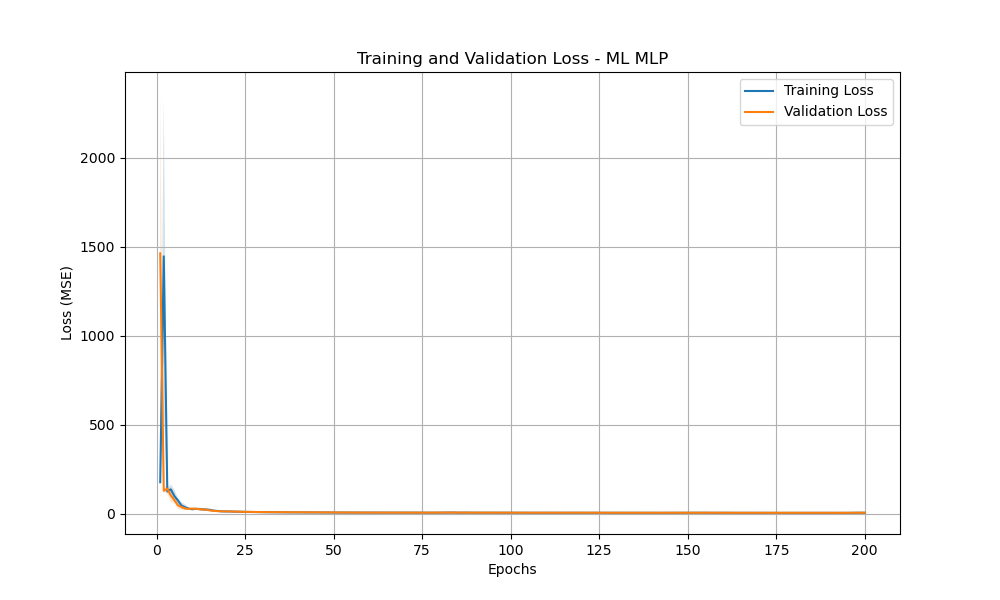 Training and Validation Loss - ML MLP
Training Loss
Validation Loss
2000
1500
1000
500
0
Loss (MSE)
0 25 50 75 100 125 150 175 200
Epochs